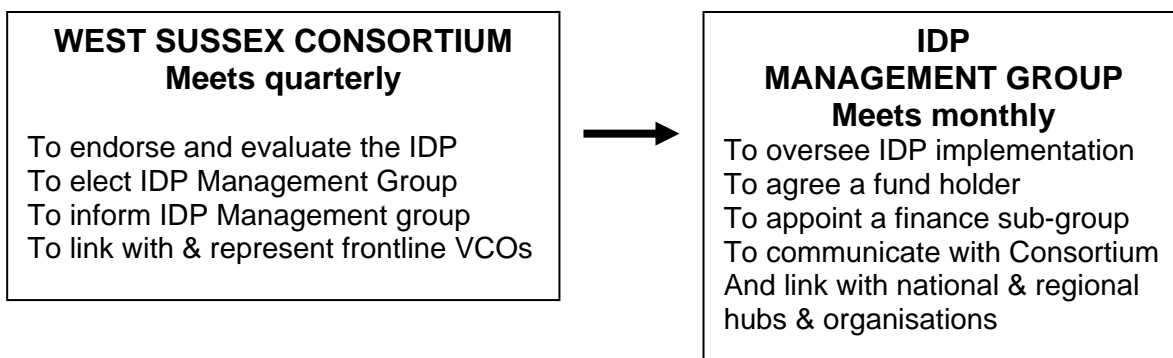 WEST SUSSEX CONSORTIUM
Meets quarterly
To endorse and evaluate the IDP
To elect IDP Management Group
To inform IDP Management group
To link with & represent frontline VCOs
IDP
MANAGEMENT GROUP
Meets monthly
To oversee IDP implementation
To agree a fund holder
To appoint a finance sub-group
To communicate with Consortium
And link with national & regional
hubs & organisations